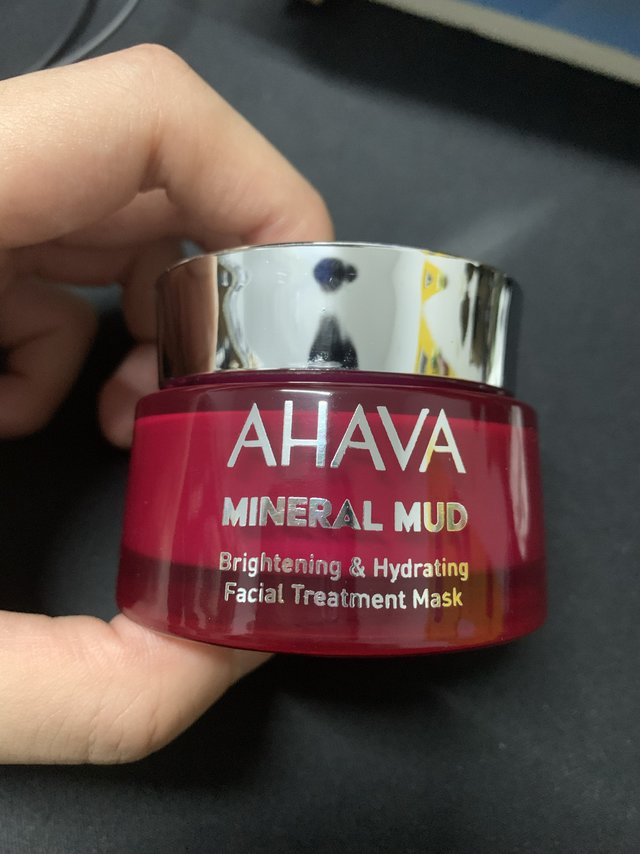 AHAVA
MINERAL MUD
Brightening & Hydrating
Facial Treatment Mask